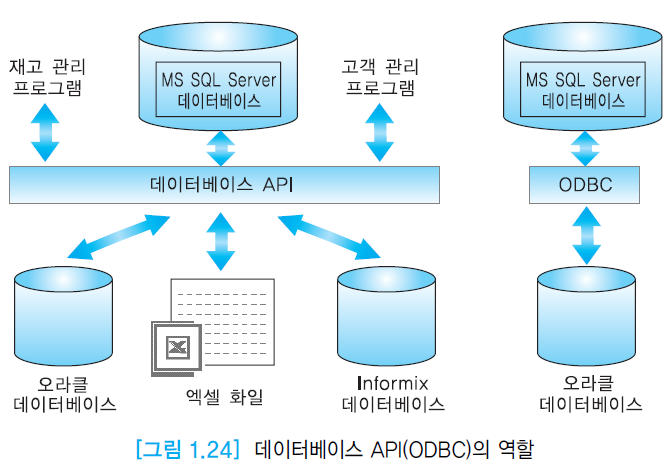 재고 관리
프로그램
MS SQL Server
데이터베이스
고객 관리
프로그램
MS SQL Server
데이터베이스
데이터베이스 API
ODBC
오라클
데이터베이스
엑셀 화일
Informix
데이터베이스
오라클
데이터베이스
[그림 1.24] 데이터베이스 API(ODBC)의 역할